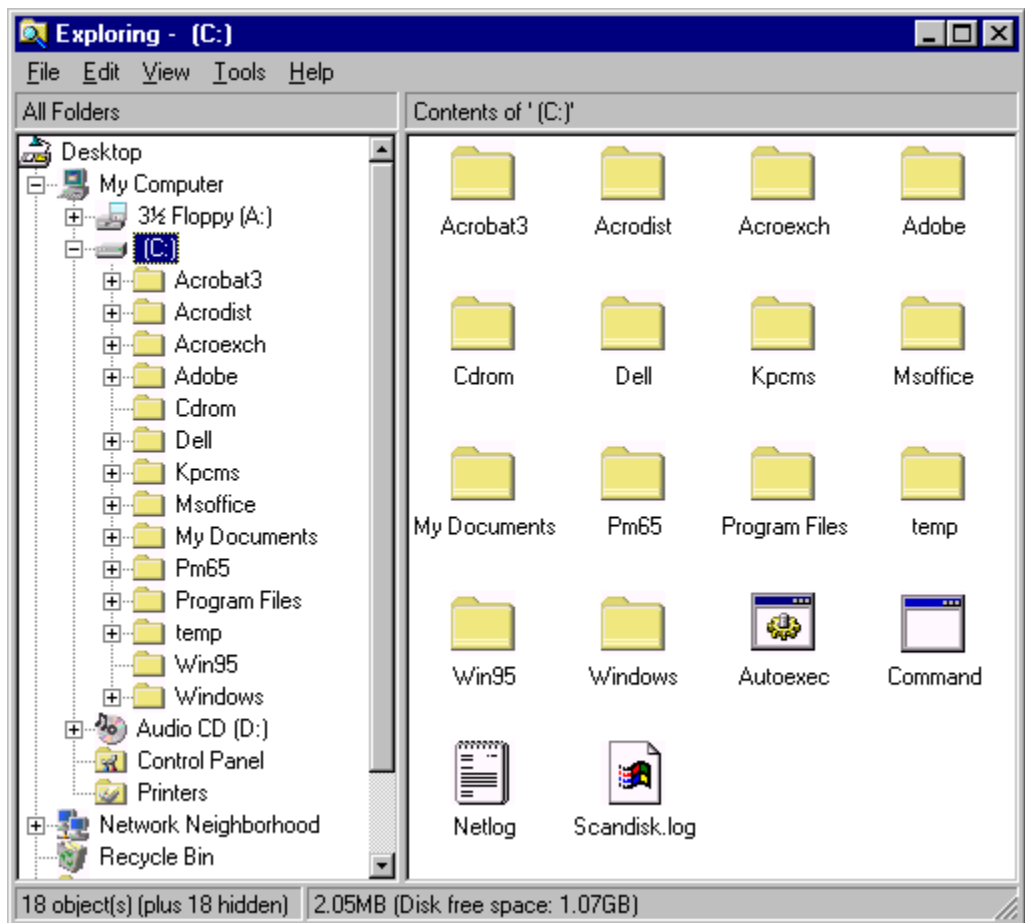 Exploring - (C:)
File Edit View Tools Help
All Folders
Contents of ' (C:)'
Desktop
My Computer
3½ Floppy (A:)
(C:)
Acrobat3
Acrodist
Acroexch
Adobe
Cdrom
Dell
Kpcms
Msoffice
My Documents
Pm65
Program Files
temp
Win95
Windows
Audio CD (D:)
Control Panel
Printers
Network Neighborhood
Recycle Bin
Acrobat3 Acrodist Acroexch Adobe
Cdrom Dell Kpcms Msoffice
My Documents Pm65 Program Files temp
Win95 Windows Autoexec Command
Netlog Scandisk.log
18 object(s) (plus 18 hidden) 2.05MB (Disk free space: 1.07GB)